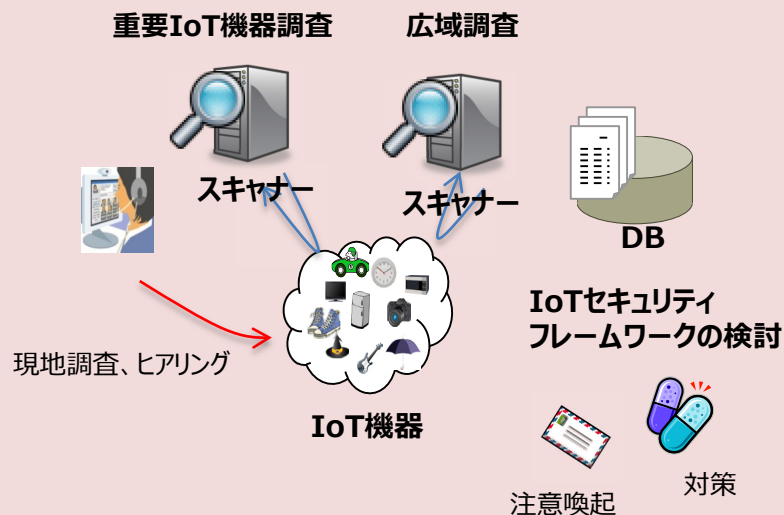 重要IoT機器調査
広域調査
スキャナー
スキャナー
DB
IoTセキュリティ
フレームワークの検討
現地調査、ヒアリング
IoT機器
注意喚起
対策